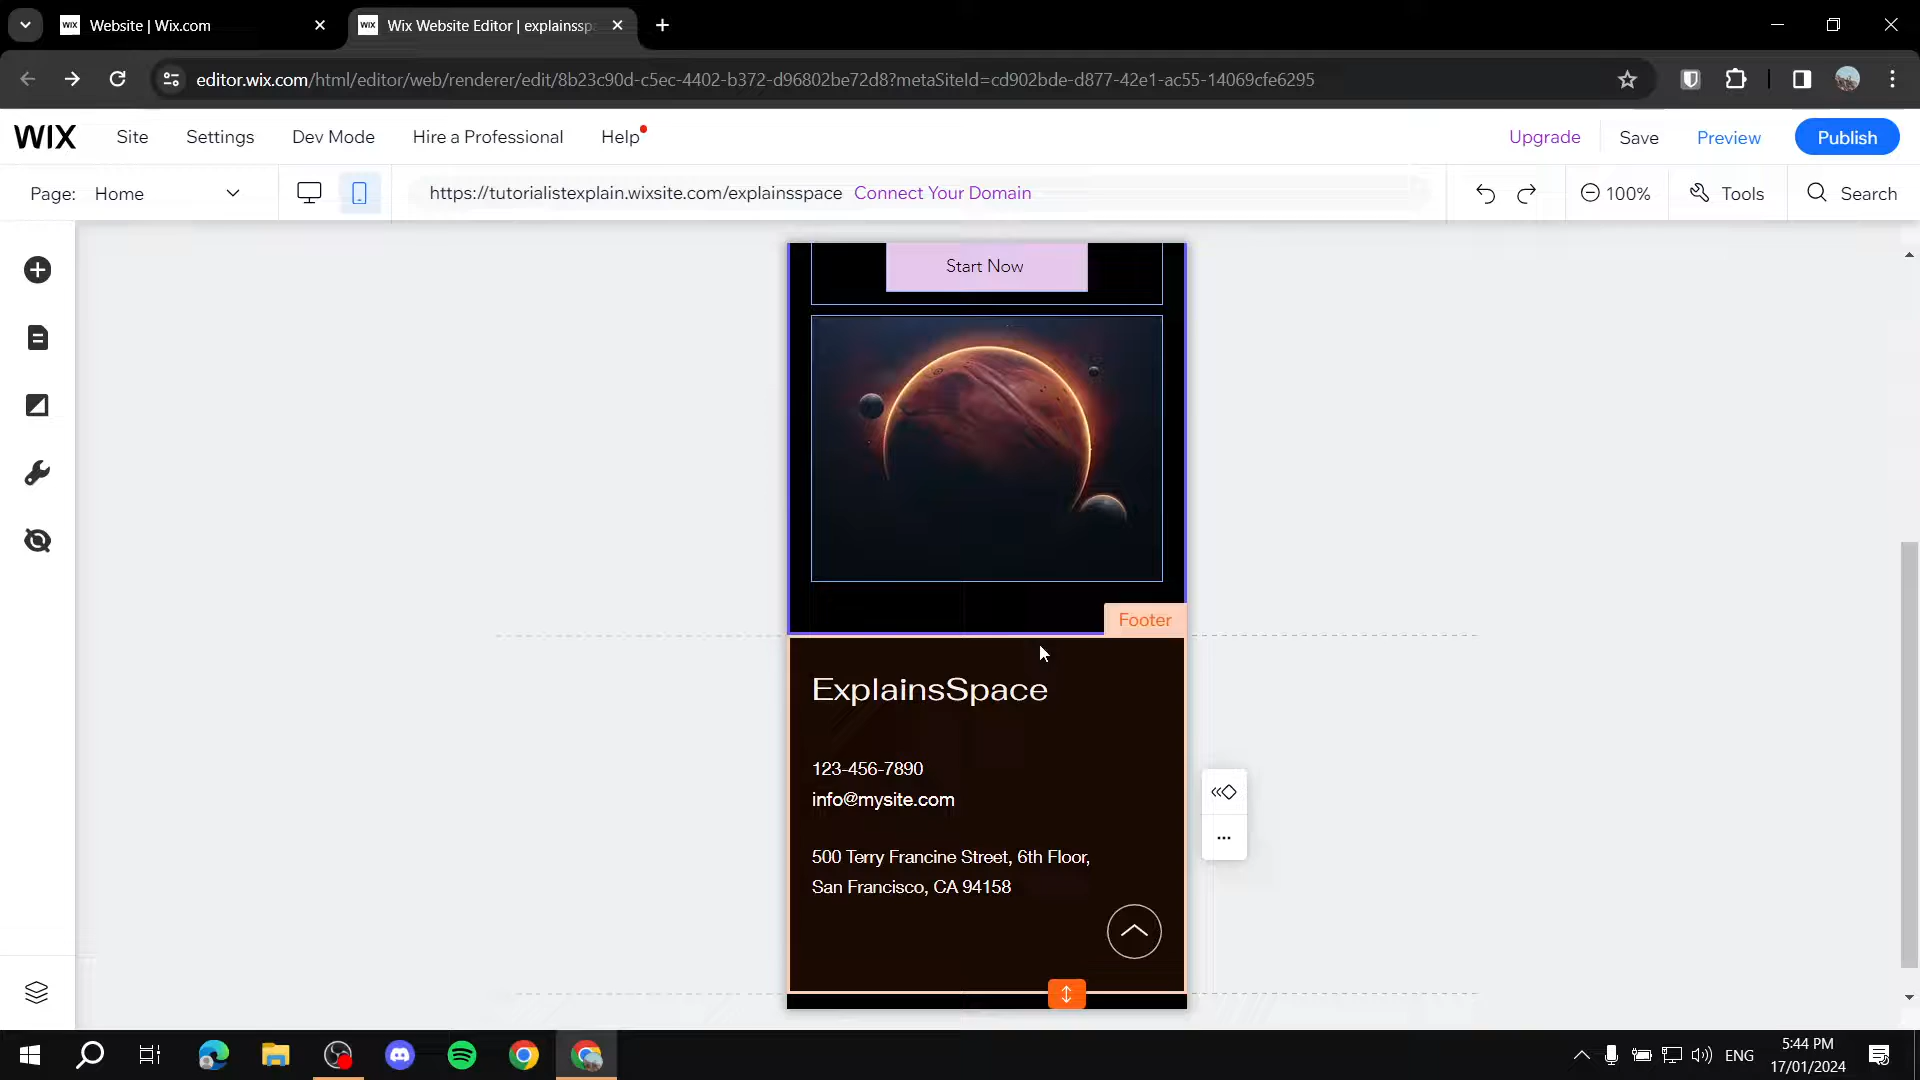 WIX Website | Wix.com
WIX Wix Website Editor | explainssp
editor.wix.com/html/editor/web/renderer/edit/8b23c90d-c5ec-4402-b372-d96802be72d8?metaSiteId=cd902bde-d877-42e1-ac55-14069cfe6295
WIX Site Settings Dev Mode Hire a Professional Help Upgrade Save Preview Publish
Page: Home https://tutorialistexplain.wixsite.com/explainsspace Connect Your Domain 100% Tools Search
Start Now
Footer
ExplainsSpace
123-456-7890
info@mysite.com
500 Terry Francine Street, 6th Floor,
San Francisco, CA 94158
ENG
5:44 PM
17/01/2024